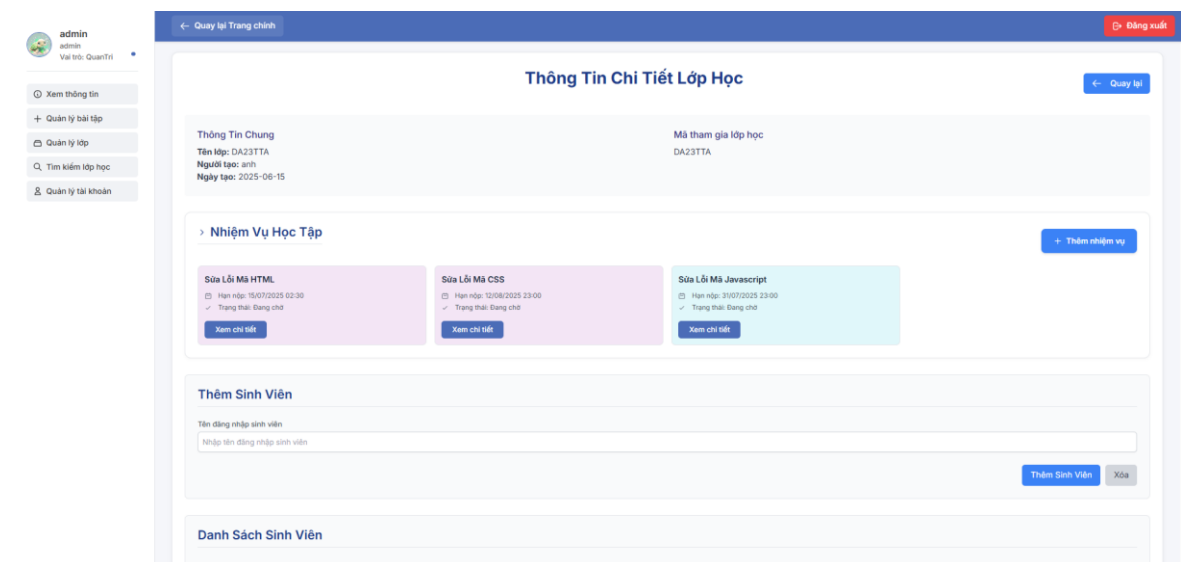 admin
admin
Vai trò: QuanTri
Xem thông tin
Quản lý bài tập
Quản lý lớp
Tìm kiếm lớp học
Quản lý tài khoản
← Quay lại Trang chính
Đăng xuất
Thông Tin Chi Tiết Lớp Học
← Quay lại
Thông Tin Chung
Tên lớp: DA23TTA
Người tạo: anh
Ngày tạo: 2025-06-15
Mã tham gia lớp học
DA23TTA
> Nhiệm Vụ Học Tập
+ Thêm nhiệm vụ
Sửa Lỗi Mã HTML
Hạn nộp: 15/07/2025 02:30
Trạng thái: Đang chờ
Xem chi tiết
Sửa Lỗi Mã CSS
Hạn nộp: 12/08/2025 23:00
Trạng thái: Đang chờ
Xem chi tiết
Sửa Lỗi Mã Javascript
Hạn nộp: 31/07/2025 23:00
Trạng thái: Đang chờ
Xem chi tiết
Thêm Sinh Viên
Tên đăng nhập sinh viên
Nhập tên đăng nhập sinh viên
Thêm Sinh Viên
Xóa
Danh Sách Sinh Viên